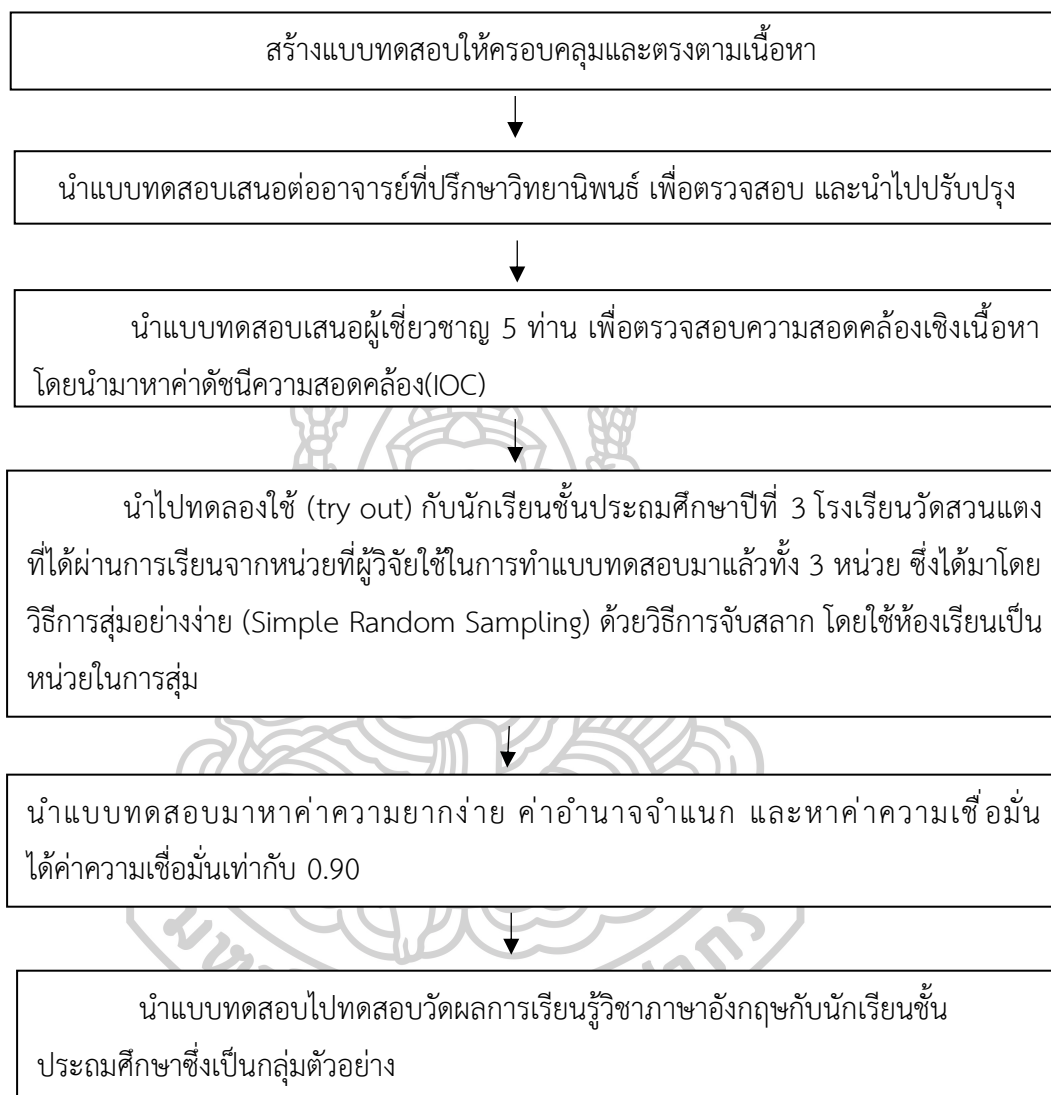 สร้างแบบทดสอบให้ครอบคลุมและตรงตามเนื้อหา
นำแบบทดสอบเสนอต่ออาจารย์ที่ปรึกษาวิทยานิพนธ์ เพื่อตรวจสอบ และนำไปปรับปรุง
นำแบบทดสอบเสนอผู้เชี่ยวชาญ 5 ท่าน เพื่อตรวจสอบความสอดคล้องเชิงเนื้อหา
โดยนำมาหาค่าดัชนีความสอดคล้อง(IOC)
นำไปทดลองใช้ (try out) กับนักเรียนชั้นประถมศึกษาปีที่ 3 โรงเรียนวัดสวนแตง
ที่ได้ผ่านการเรียนจากหน่วยที่ผู้วิจัยใช้ในการทำแบบทดสอบมาแล้วทั้ง 3 หน่วย ซึ่งได้มาโดย
วิธีการสุ่มอย่างง่าย (Simple Random Sampling) ด้วยวิธีการจับสลาก โดยใช้ห้องเรียนเป็น
หน่วยในการสุ่ม
นำแบบทดสอบมาหาค่าความยากง่าย ค่าอำนาจจำแนก และหาค่าความเชื่อมั่น
ได้ค่าความเชื่อมั่นเท่ากับ 0.90
นำแบบทดสอบไปทดสอบวัดผลการเรียนรู้วิชาภาษาอังกฤษกับนักเรียนชั้น
ประถมศึกษาซึ่งเป็นกลุ่มตัวอย่าง